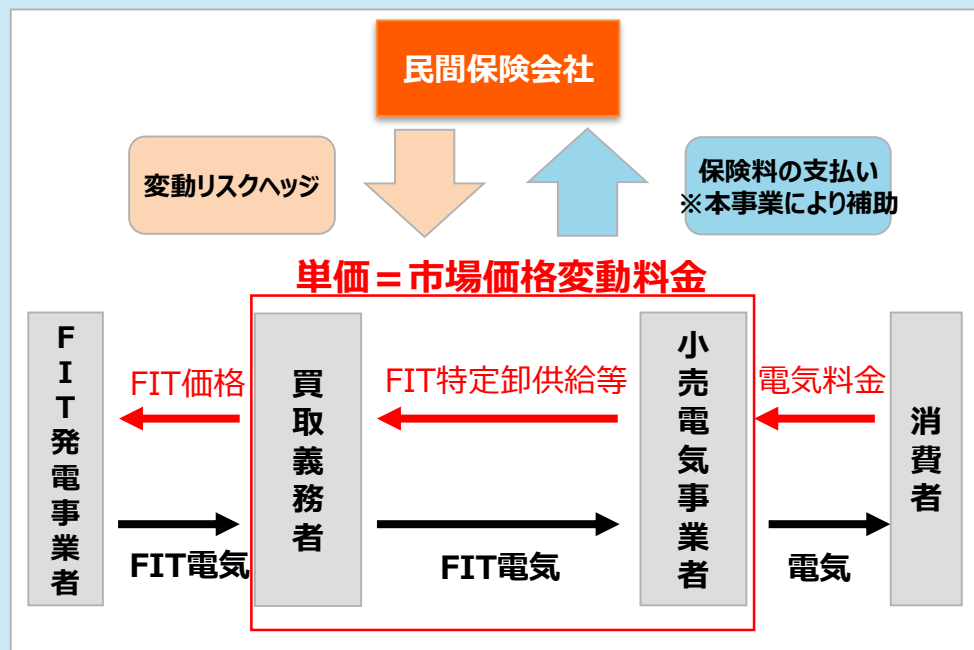 民間保険会社
変動リスクヘッジ
保険料の支払い
※本事業により補助
単価＝市場価格変動料金
FIT発電事業者
FIT価格
買取義務者
FIT特定卸供給等
小売電気事業者
電気料金
消費者
FIT電気
FIT電気
電気